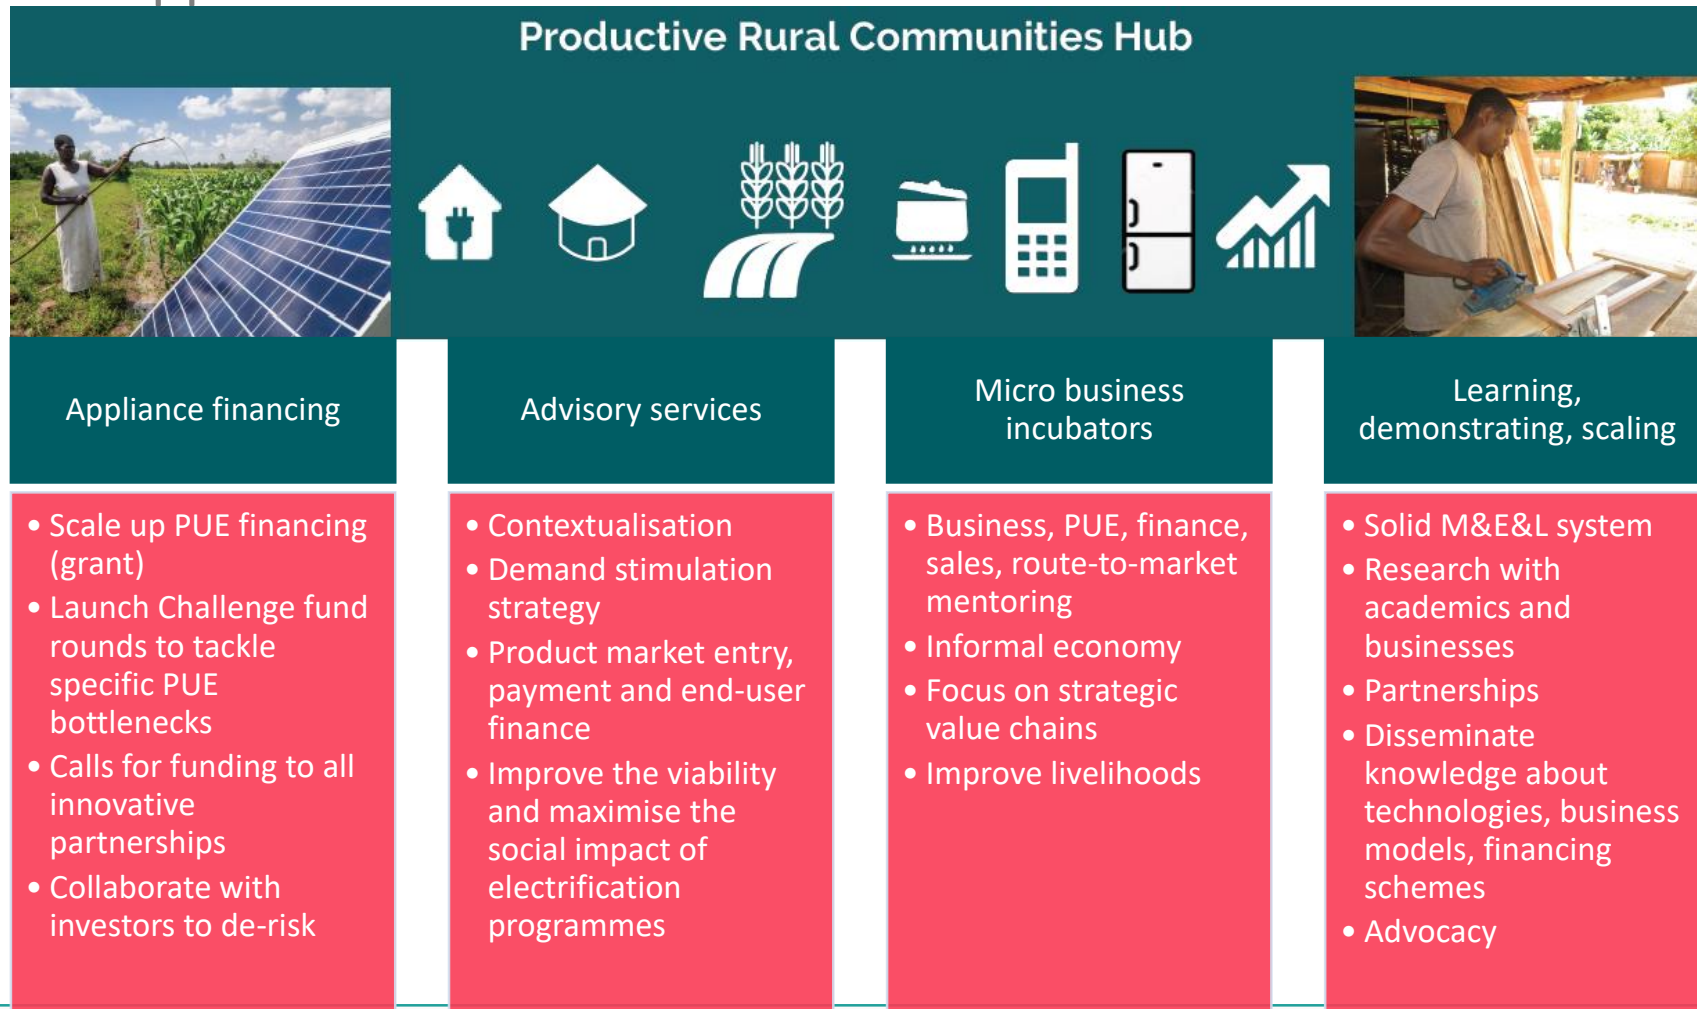 Productive Rural Communities Hub
Appliance financing
• Scale up PUE financing
(grant)
• Launch Challenge fund
rounds to tackle
specific PUE
bottlenecks
• Calls for funding to all
innovative
partnerships
• Collaborate with
investors to de-risk
Advisory services
• Contextualisation
• Demand stimulation
strategy
• Product market entry,
payment and end-user
finance
• Improve the viability
and maximise the
social impact of
electrification
programmes
Micro business
incubators
• Business, PUE, finance,
sales, route-to-market
mentoring
• Informal economy
• Focus on strategic
value chains
• Improve livelihoods
Learning,
demonstrating, scaling
• Solid M&E&L system
• Research with
academics and
businesses
• Partnerships
• Disseminate
knowledge about
technologies, business
models, financing
schemes
• Advocacy